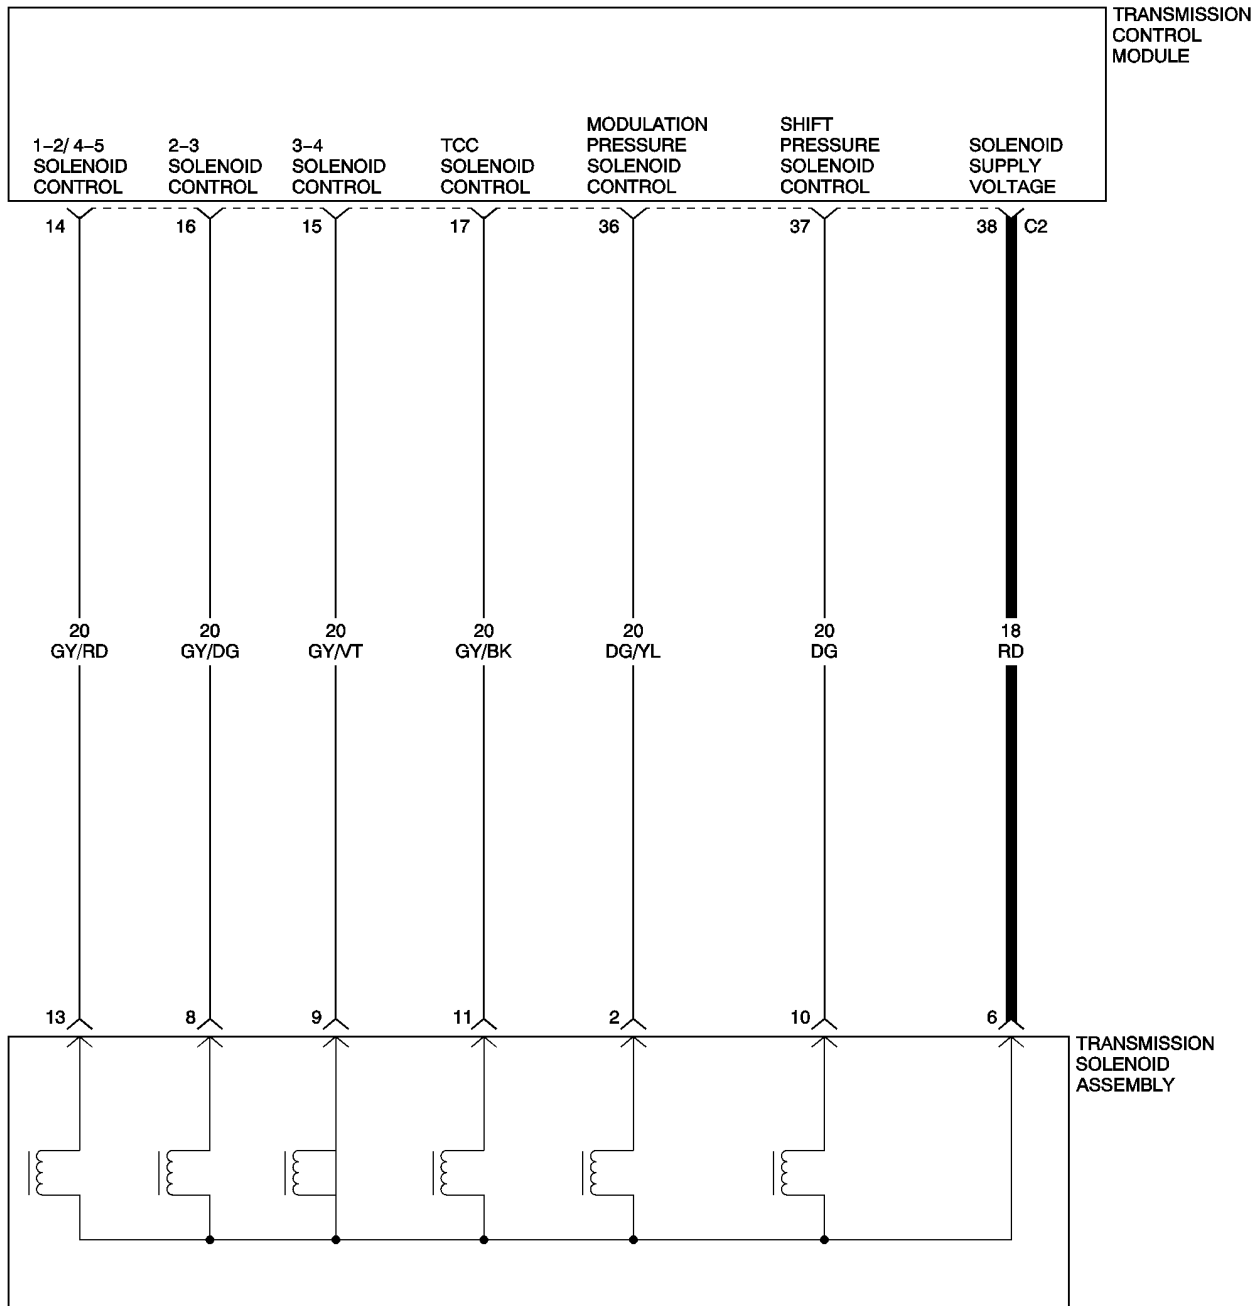 TRANSMISSION
CONTROL
MODULE
1-2/ 4-5
SOLENOID
CONTROL
2-3
SOLENOID
CONTROL
3-4
SOLENOID
CONTROL
TCC
SOLENOID
CONTROL
MODULATION
PRESSURE
SOLENOID
CONTROL
SHIFT
PRESSURE
SOLENOID
CONTROL
SOLENOID
SUPPLY
VOLTAGE
14 16 15 17 36 37 38 C2
20
GY/RD
20
GY/DG
20
GY/VT
20
GY/BK
20
DG/YL
20
DG
18
RD
13 8 9 11 2 10 6
TRANSMISSION
SOLENOID
ASSEMBLY